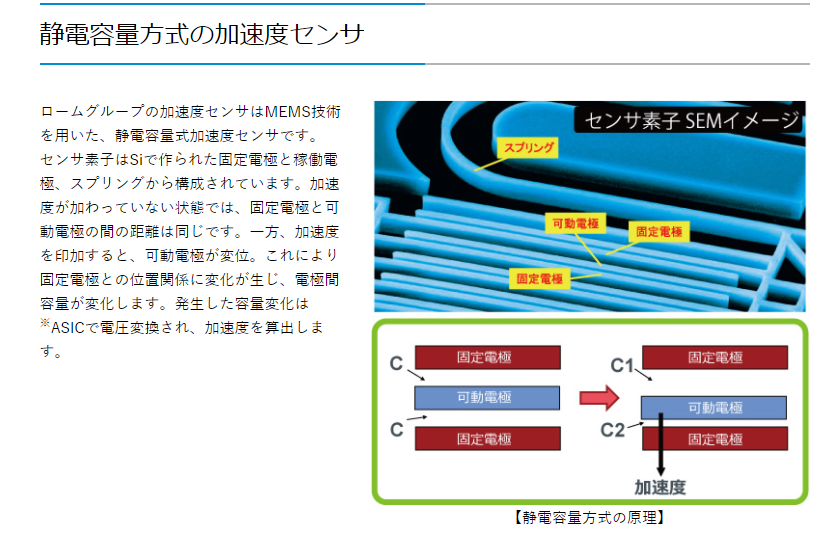 静電容量方式の加速度センサ
ロームグループの加速度センサはMEMS技術
を用いた、静電容量式加速度センサです。
センサ素子はSiで作られた固定電極と稼働電
極、スプリングから構成されています。加速
度が加わっていない状態では、固定電極と可
動電極の間の距離は同じです。一方、加速度
を印加すると、可動電極が変位。これにより
固定電極との位置関係に変化が生じ、電極間
容量が変化します。発生した容量変化は
※ASICで電圧変換され、加速度を算出しま
す。
センサ素子 SEMイメージ
スプリング
可動電極
固定電極
固定電極
C
固定電極
可動電極
C
固定電極
C1
固定電極
可動電極
C2
固定電極
加速度
【静電容量方式の原理】